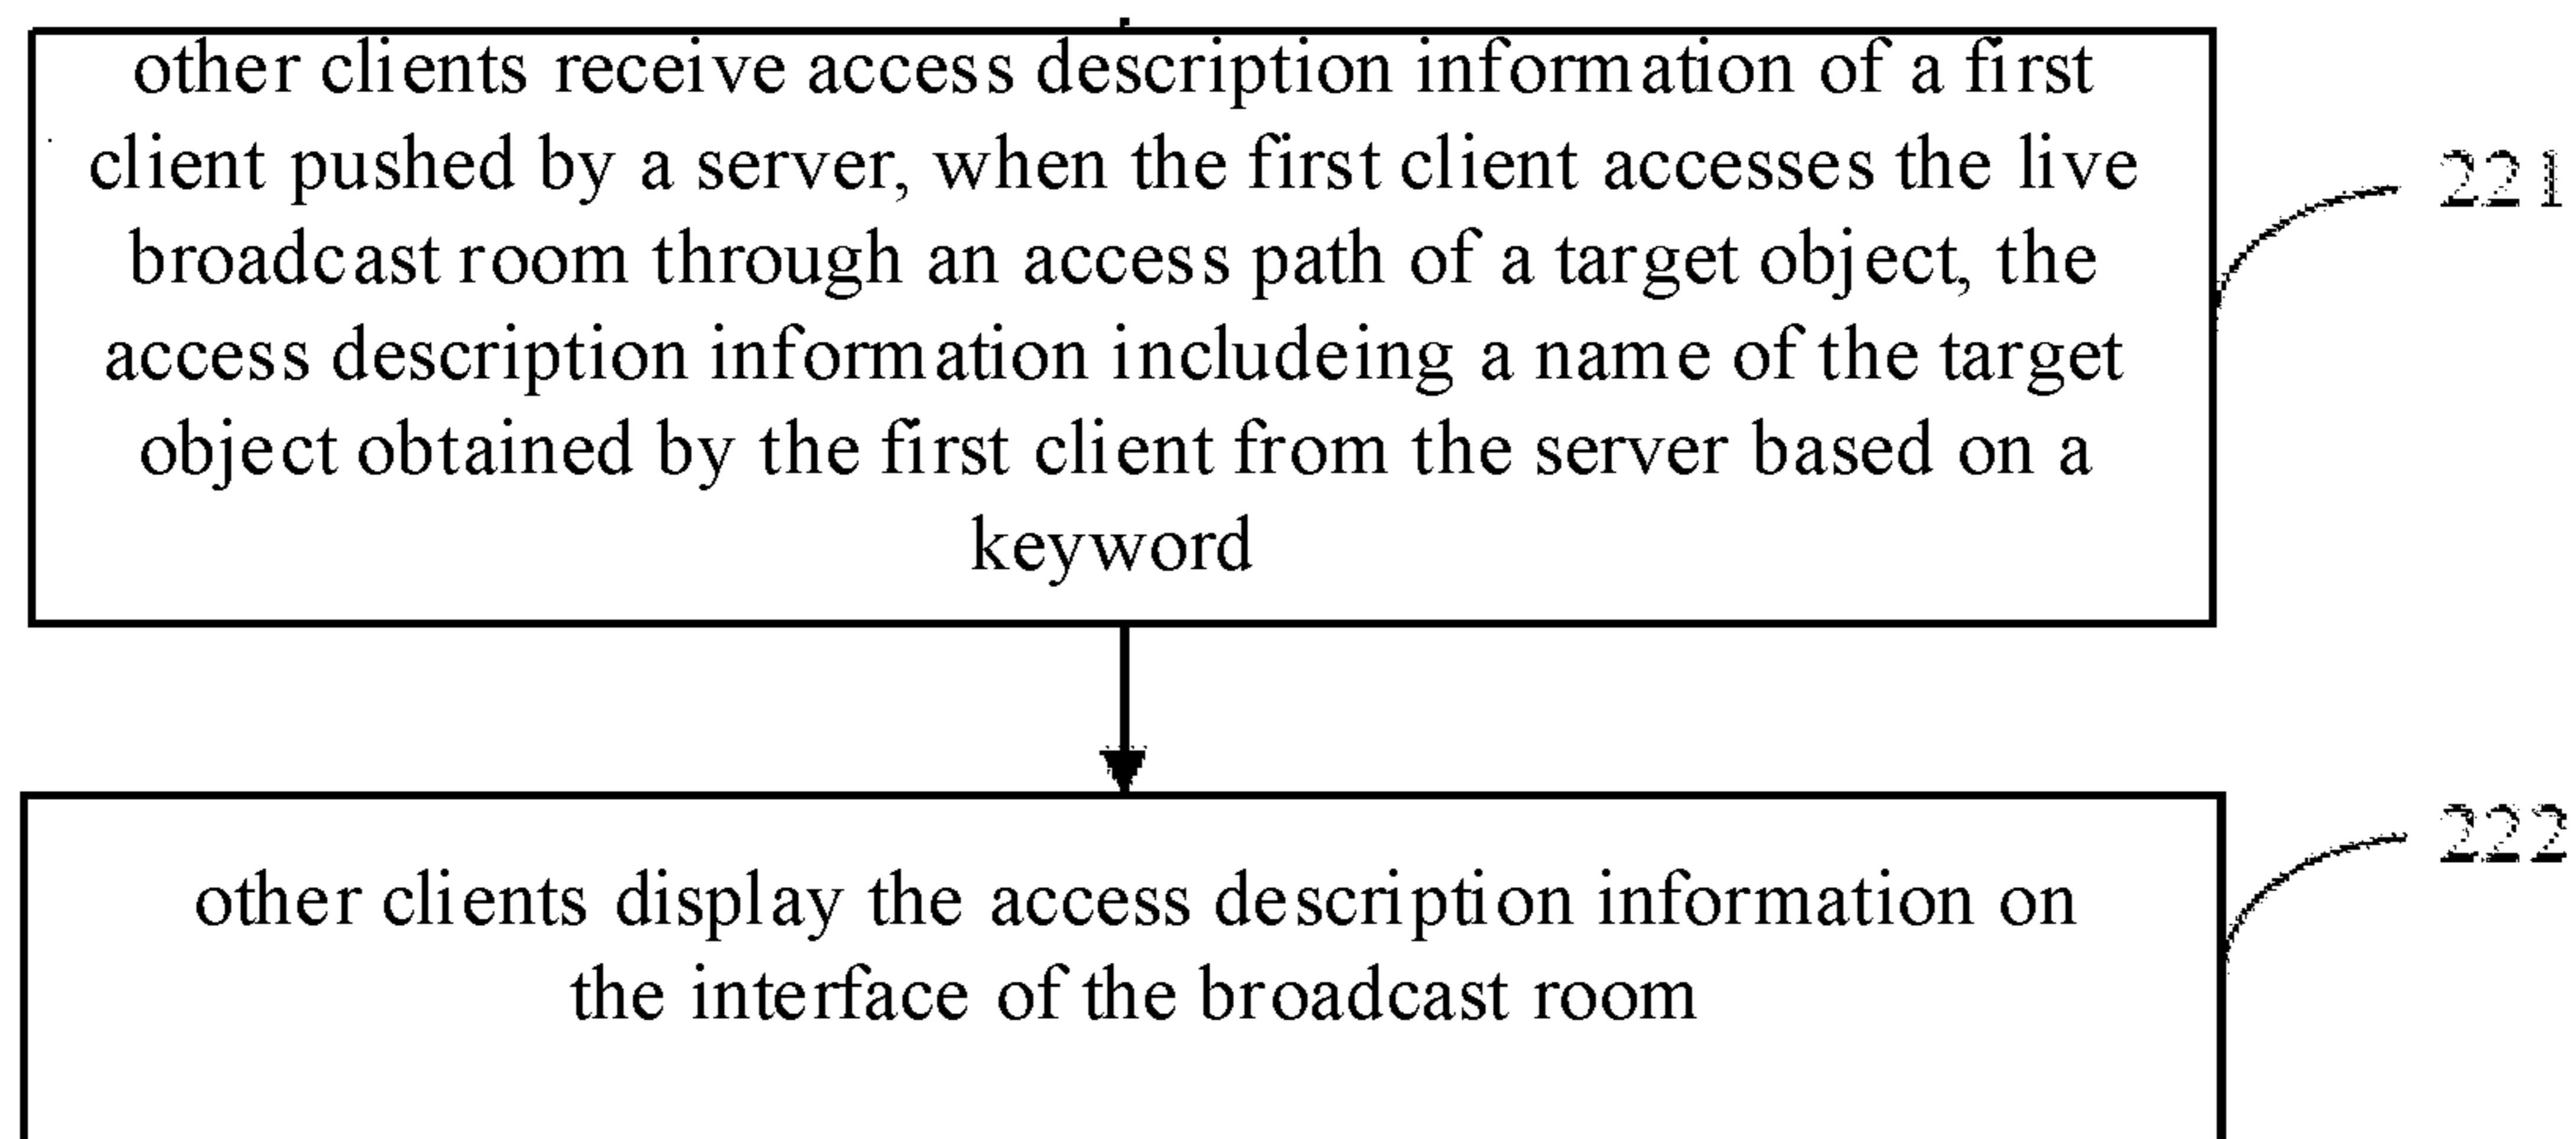 other clients receive access description information of a first
client pushed by a server, when the first client accesses the live
broadcast room through an access path of a target object, the
access description information includeing a name of the target
object obtained by the first client from the server based on a
keyword
221
other clients display the access description information on
the interface of the broadcast room
222